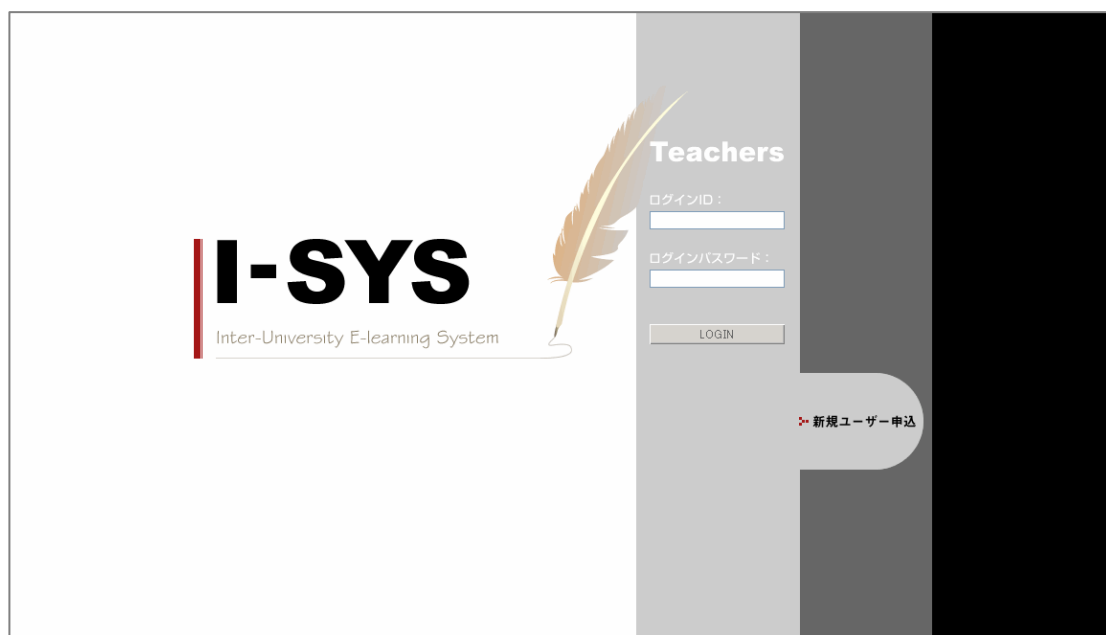 I-SYS
Inter-University E-learning System
Teachers
ログインID：
ログインパスワード：
LOGIN
新規ユーザー申込